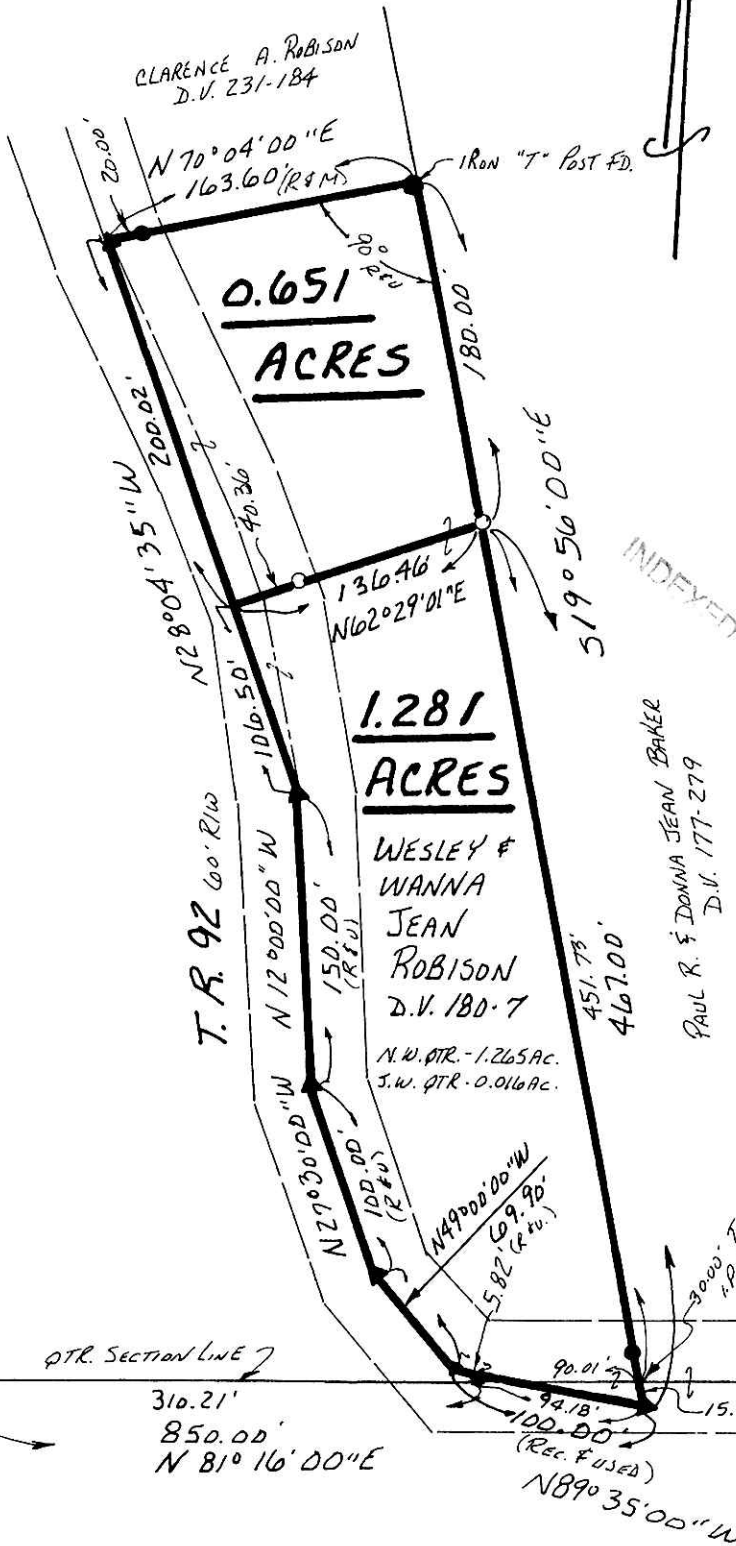 CLARENCE A. ROBISON
D.V. 231-184
20.00'
N 70° 04' 00" E
163.60' (R&M)
IRON "T" POST FD.
90°
R&U
0.651
ACRES
180.00'
200.02'
N28°04'35"W
40.36'
136.46'
N62°29'01"E
S19°56'00"E
INDEXED
106.50'
1.281
ACRES
WESLEY &
WANNA
JEAN
ROBISON
D.V. 180-7
N.W. QTR. - 1.265 AC.
S.W. QTR - 0.016 AC.
PAUL R. & DONNA JEAN BAKER
D.V. 177-279
T.R. 92 60' R/W
N 12°00'00" W
150.00'
(R&U)
451.73'
467.00'
N27°30'00"W
100.00'
(R&U)
N49°00'00"W
69.90'
5.82' (R&U.)
30.00'
QTR. SECTION LINE
90.01'
94.18'
15.
310.21'
850.00'
N 81° 16' 00"E
100.00'
(REC. & USED)
N89° 35' 00" W